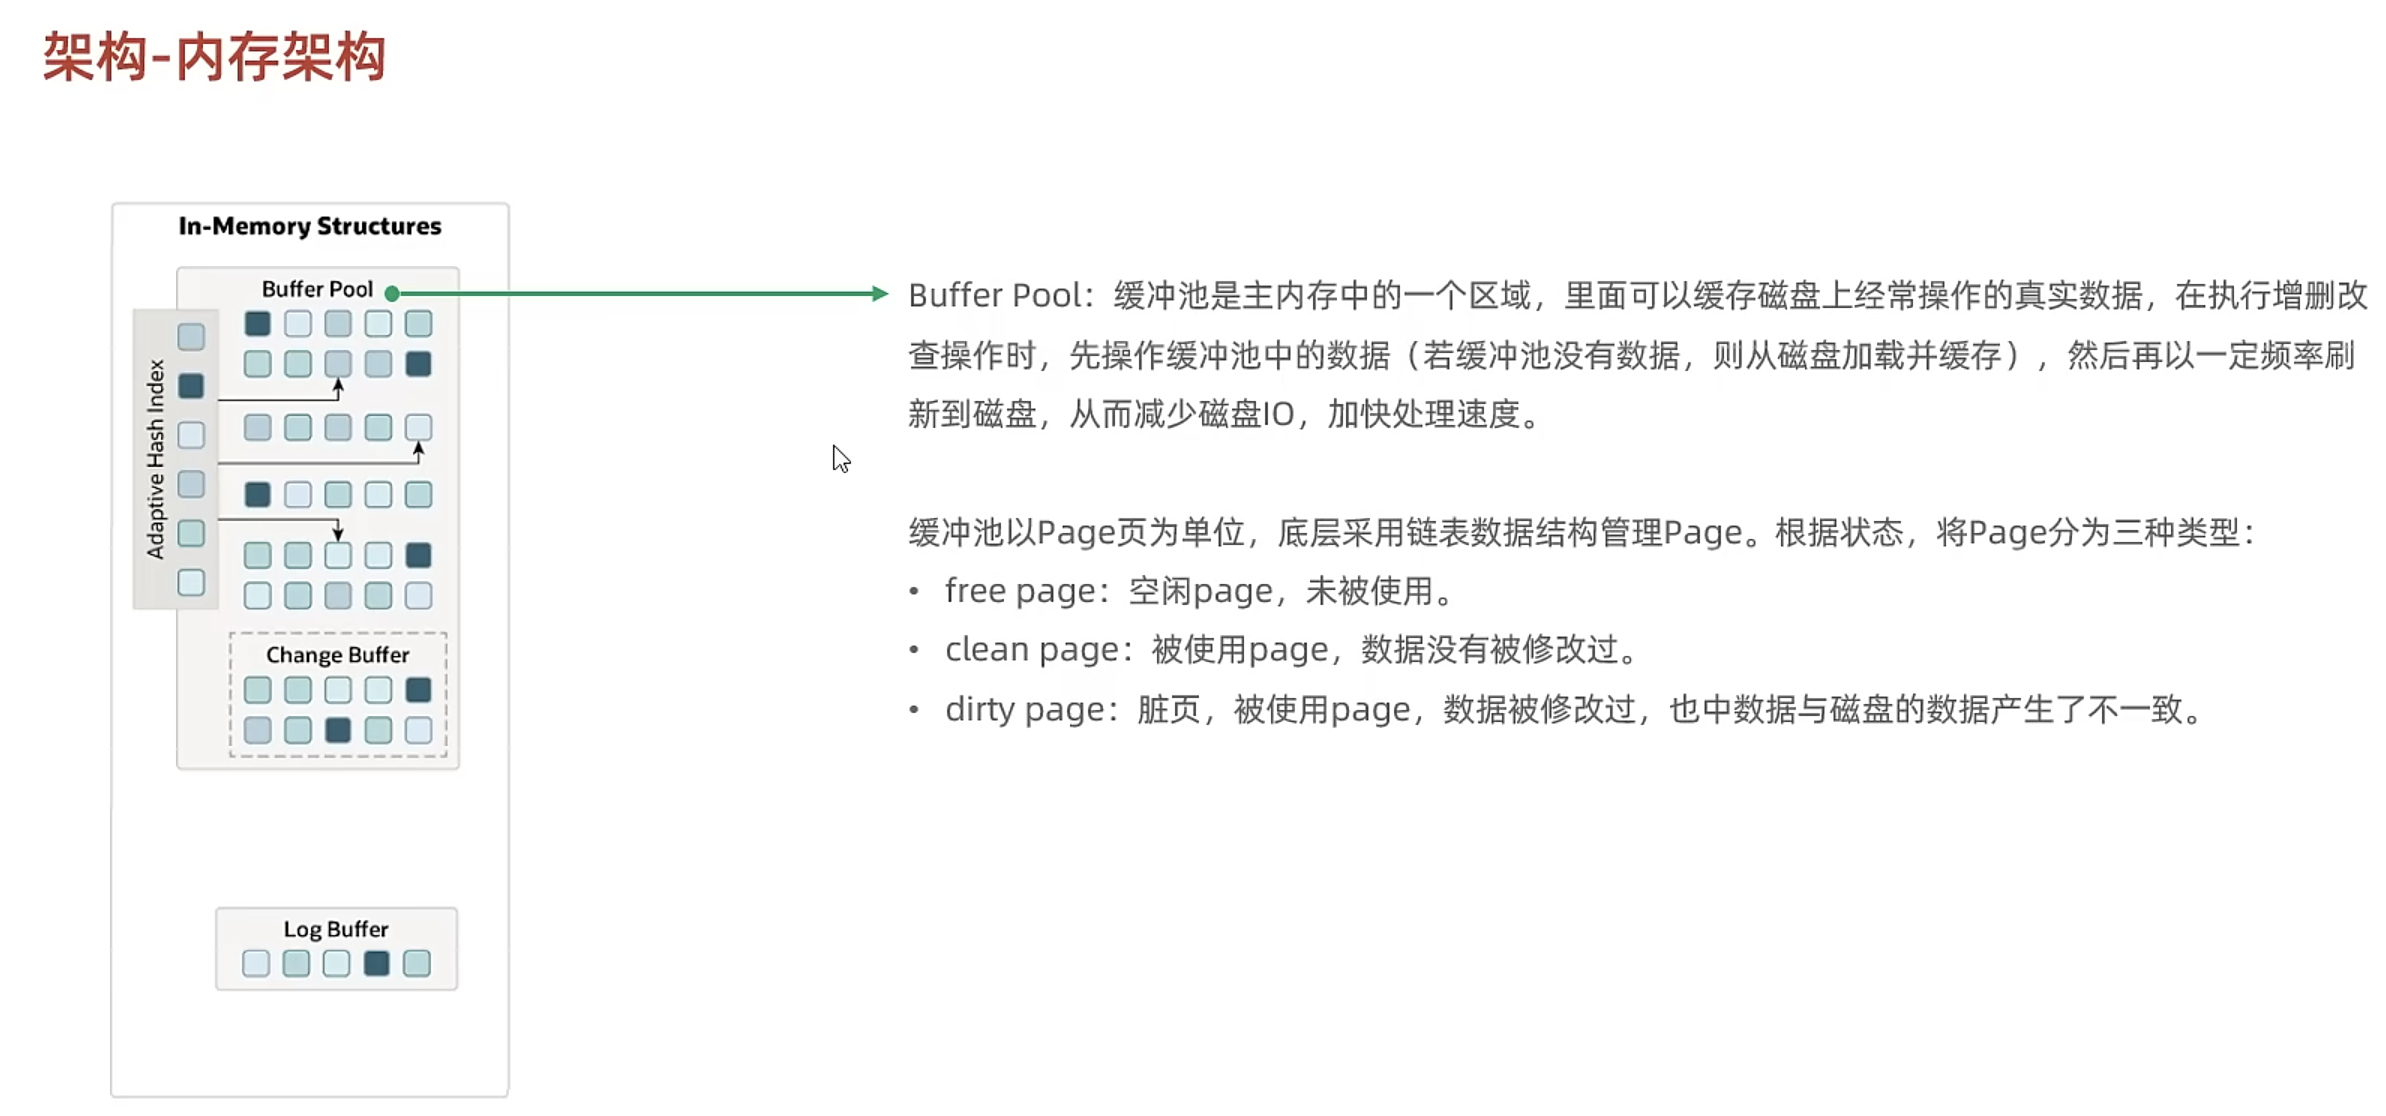 架构-内存架构
In-Memory Structures
Buffer Pool
Adaptive Hash Index
Change Buffer
Log Buffer
Buffer Pool：缓冲池是主内存中的一个区域，里面可以缓存磁盘上经常操作的真实数据，在执行增删改
查操作时，先操作缓冲池中的数据（若缓冲池没有数据，则从磁盘加载并缓存），然后再以一定频率刷
新到磁盘，从而减少磁盘IO，加快处理速度。
缓冲池以Page页为单位，底层采用链表数据结构管理Page。根据状态，将Page分为三种类型：
• free page：空闲page，未被使用。
• clean page：被使用page，数据没有被修改过。
• dirty page：脏页，被使用page，数据被修改过，也中数据与磁盘的数据产生了不一致。